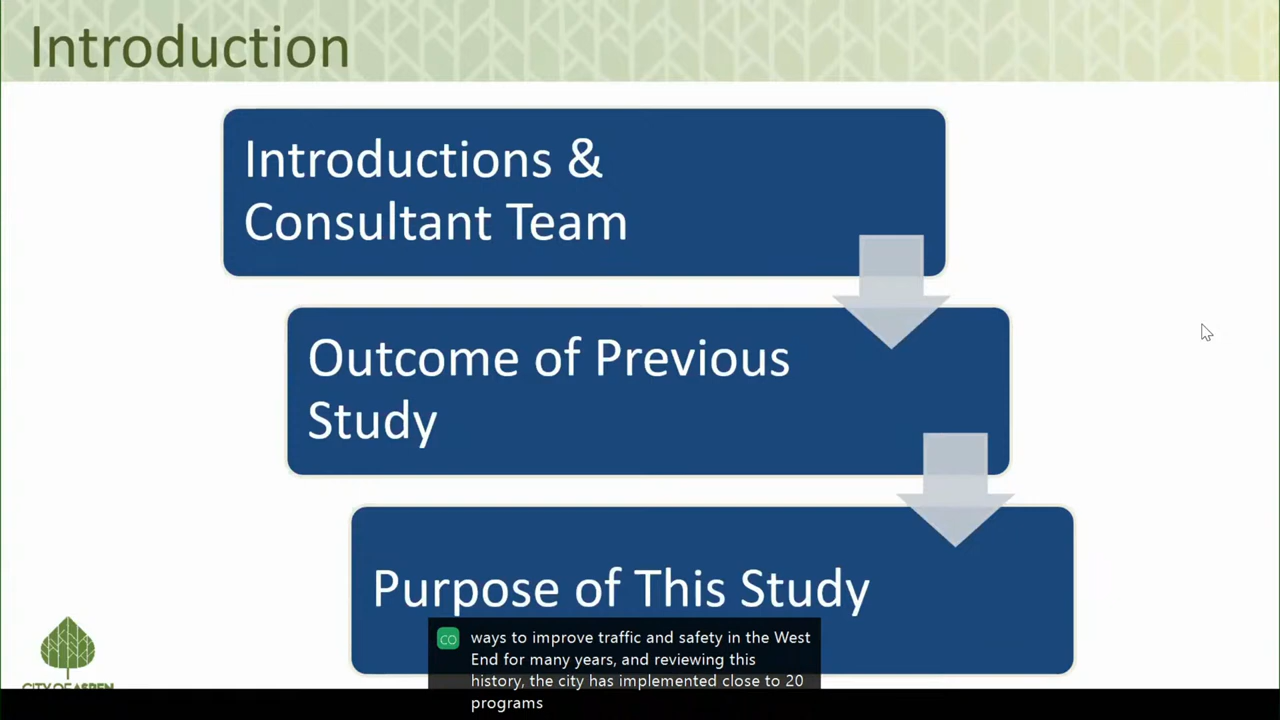 Introduction
Introductions &
Consultant Team
Outcome of Previous
Study
Purpose of This Study
CITY OF ASPEN
CO
ways to improve traffic and safety in the West
End for many years, and reviewing this
history, the city has implemented close to 20
programs